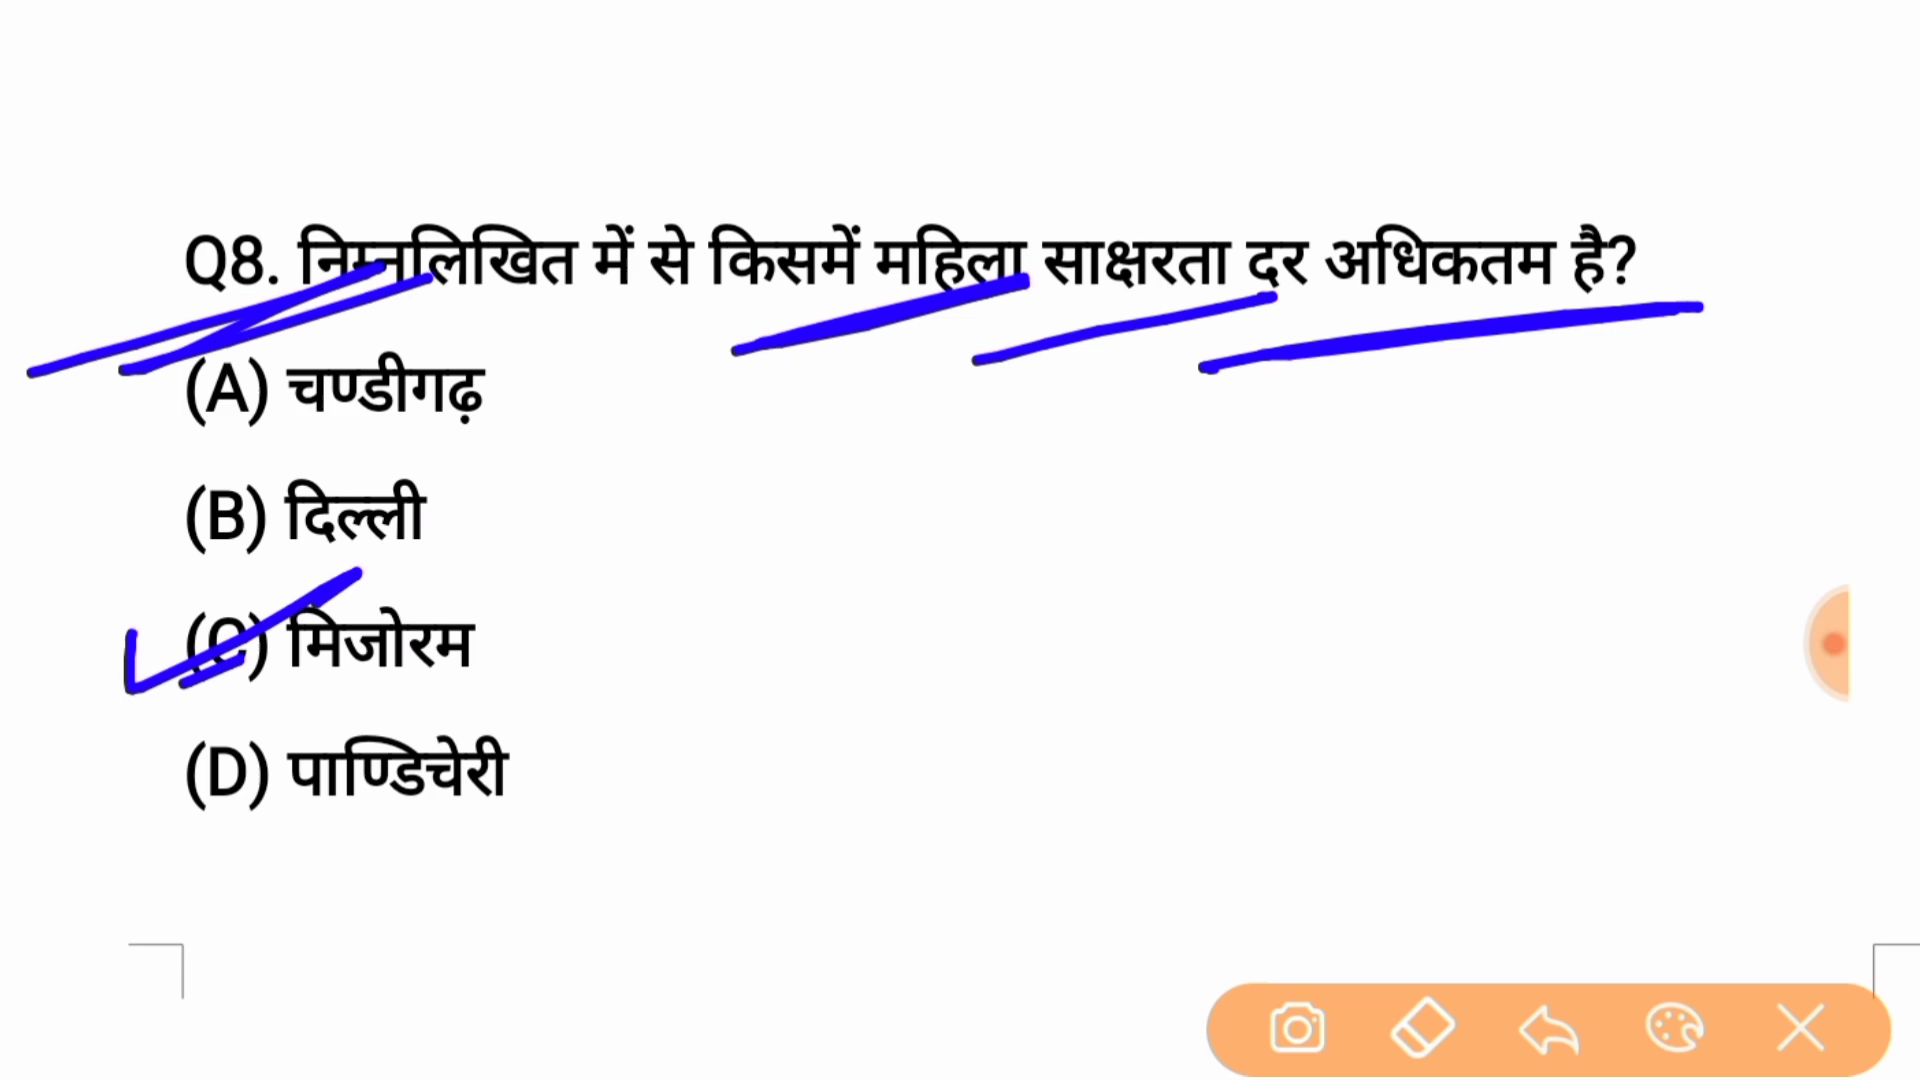 Q8. निम्नलिखित में से किसमें महिला साक्षरता दर अधिकतम है?
(A) चण्डीगढ़
(B) दिल्ली
(C) मिजोरम
(D) पाण्डिचेरी